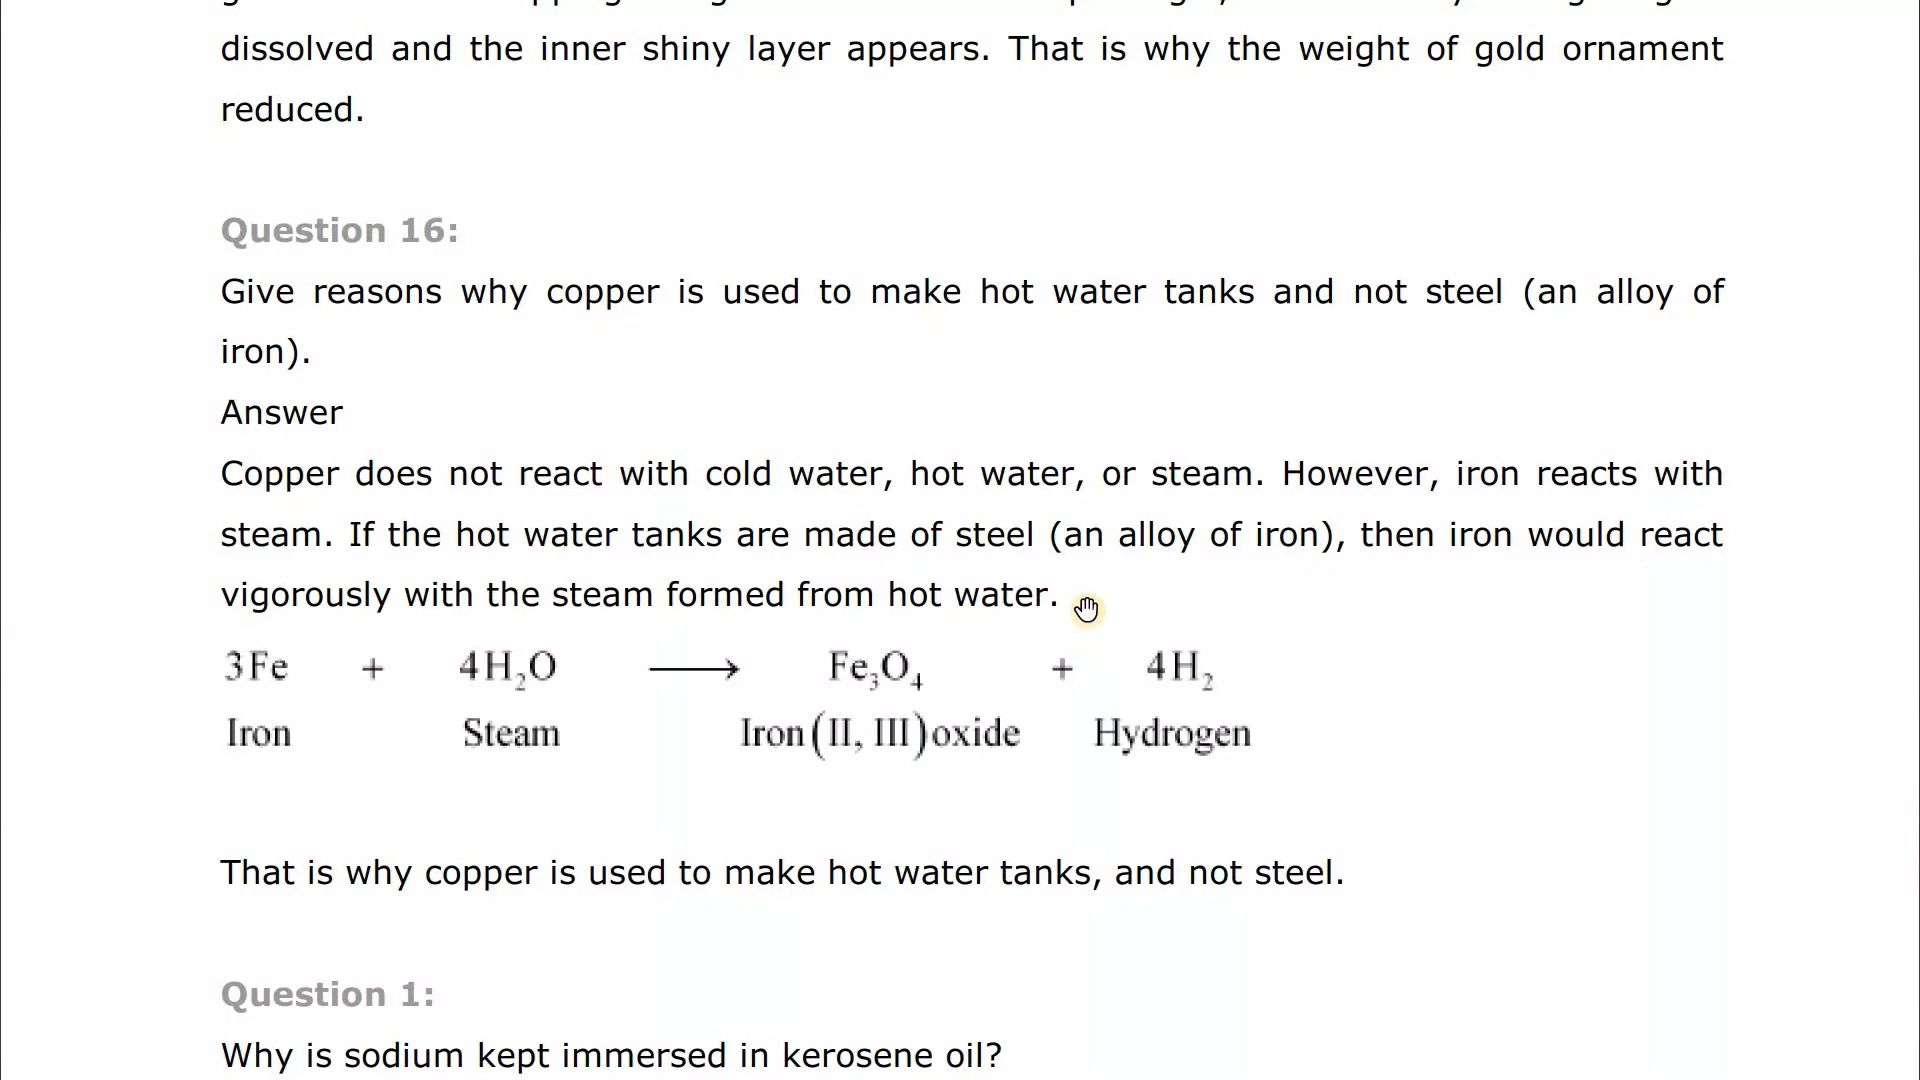 dissolved and the inner shiny layer appears. That is why the weight of gold ornament
reduced.
Question 16:
Give reasons why copper is used to make hot water tanks and not steel (an alloy of
iron).
Answer
Copper does not react with cold water, hot water, or steam. However, iron reacts with
steam. If the hot water tanks are made of steel (an alloy of iron), then iron would react
vigorously with the steam formed from hot water.
3Fe + 4H₂O ⟶ Fe₃O₄ + 4H₂
Iron Steam Iron(II, III)oxide Hydrogen
That is why copper is used to make hot water tanks, and not steel.
Question 1:
Why is sodium kept immersed in kerosene oil?